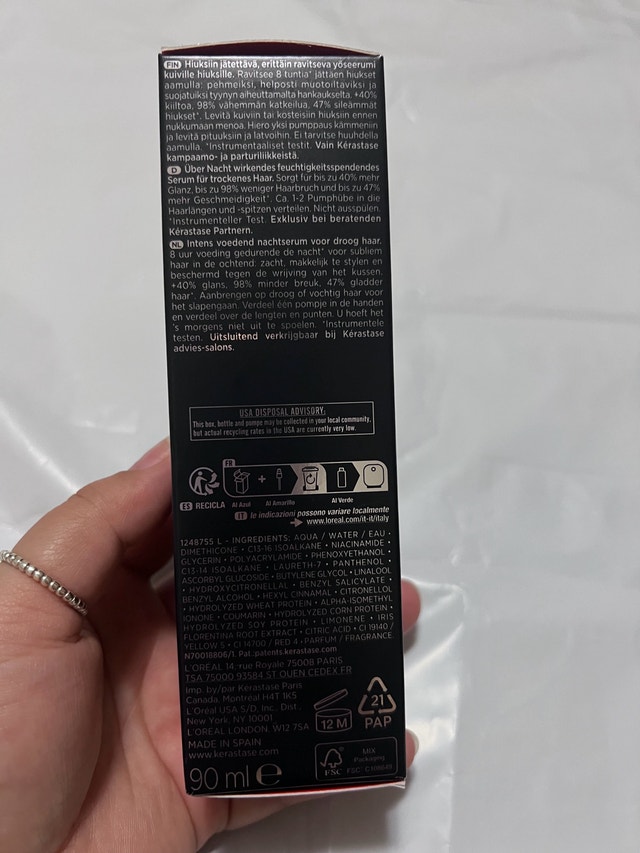 FIN Hiuksiin jätettävä, erittäin ravitseva yöseerumi
kuiville hiuksille. Ravitsee 8 tuntia* jättäen hiukset
aamulla: pehmeiksi, helposti muotoiltaviksi ja
suojatuiksi tyynyn aiheuttamalta hankaukselta. +40%
kiiltoa, 98% vähemmän katkeilua, 47% sileämmät
hiukset*. Levitä kuiviin tai kosteisiin hiuksiin ennen
nukkumaan menoa. Hiero yksi pumppaus kämmeniin
ja levitä pituuksiin ja latvoihin. Ei tarvitse huuhdella
aamulla. *Instrumentaaliset testit. Vain Kérastase
kampaamo- ja parturiliikkeistä.
D Über Nacht wirkendes feuchtigkeitsspendendes
Serum für trockenes Haar. Sorgt für bis zu 40% mehr
Glanz, bis zu 98% weniger Haarbruch und bis zu 47%
mehr Geschmeidigkeit*. Ca. 1-2 Pumphübe in die
Haarlängen und -spitzen verteilen. Nicht ausspülen.
*Instrumenteller Test. Exklusiv bei beratenden
Kérastase Partnern.
NL Intens voedend nachtserum voor droog haar.
8 uur voeding gedurende de nacht* voor subliem
haar in de ochtend: zacht, makkelijk te stylen en
beschermd tegen de wrijving van het kussen.
+40% glans, 98% minder breuk, 47% gladder
haar*. Aanbrengen op droog of vochtig haar voor
het slapengaan. Verdeel één pompje in de handen
en verdeel over de lengten en punten. U hoeft het
's morgens niet uit te spoelen. *Instrumentele
testen. Uitsluitend verkrijgbaar bij Kérastase
advies-salons.
USA DISPOSAL ADVISORY:
This box, bottle and pump may be collected in your local community,
but actual recycling rates in the USA are currently very low.
FR
+
ES RECICLA Al Azul Al Amarillo Al Verde
IT le indicazioni possono variare localmente
www.loreal.com/it-it/italy
1248755 L - INGREDIENTS: AQUA / WATER / EAU •
DIMETHICONE • C13-16 ISOALKANE • NIACINAMIDE •
GLYCERIN • POLYACRYLAMIDE • PHENOXYETHANOL •
C13-14 ISOALKANE • LAURETH-7 • PANTHENOL •
ASCORBYL GLUCOSIDE • BUTYLENE GLYCOL • LINALOOL
• HYDROXYCITRONELLAL • BENZYL SALICYLATE •
BENZYL ALCOHOL • HEXYL CINNAMAL • CITRONELLOL
• HYDROLYZED WHEAT PROTEIN • ALPHA-ISOMETHYL
IONONE • COUMARIN • HYDROLYZED CORN PROTEIN •
HYDROLYZED SOY PROTEIN • LIMONENE • IRIS
FLORENTINA ROOT EXTRACT • CITRIC ACID • CI 19140 /
YELLOW 5 • CI 14700 / RED 4 • PARFUM / FRAGRANCE
N70018806/1. Pat. patents.kerastase.com
L'ORÉAL 14, rue Royale 75008 PARIS
TSA 75000 93584 ST OUEN CEDEX FR
Imp. by/par Kérastase Paris
Canada, Montréal H4T 1K5
L'Oréal USA S/D, Inc., Dist.,
New York, NY 10001
L'ORÉAL LONDON, W12 7SA
MADE IN SPAIN
www.kerastase.com
90 ml e
12 M
21
PAP
FSC
MIX
Packaging